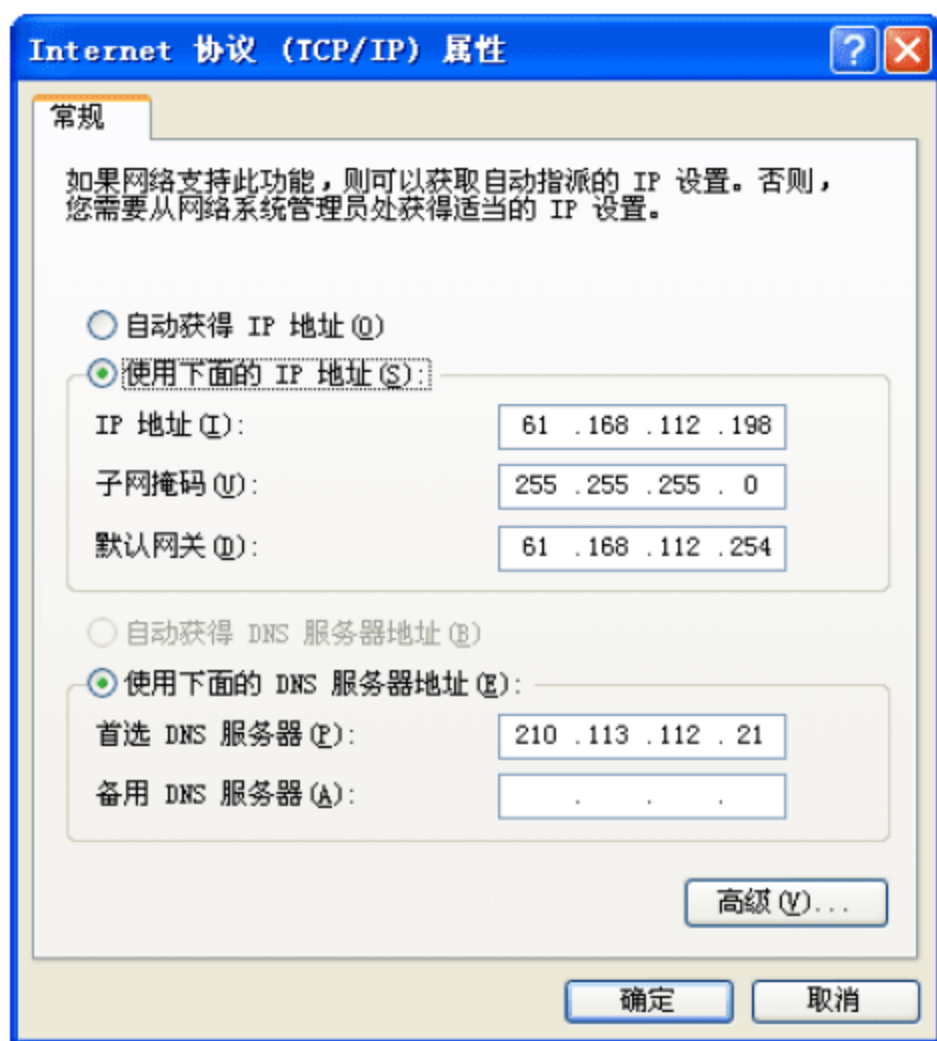 Internet 协议 (TCP/IP) 属性
常规
如果网络支持此功能，则可以获取自动指派的 IP 设置。否则，
您需要从网络系统管理员处获得适当的 IP 设置。
自动获得 IP 地址(O)
使用下面的 IP 地址(S):
IP 地址(I): 61 .168 .112 .198
子网掩码(U): 255 .255 .255 . 0
默认网关(D): 61 .168 .112 .254
自动获得 DNS 服务器地址(B)
使用下面的 DNS 服务器地址(E):
首选 DNS 服务器(P): 210 .113 .112 . 21
备用 DNS 服务器(A): . . .
高级(V)...
确定 取消